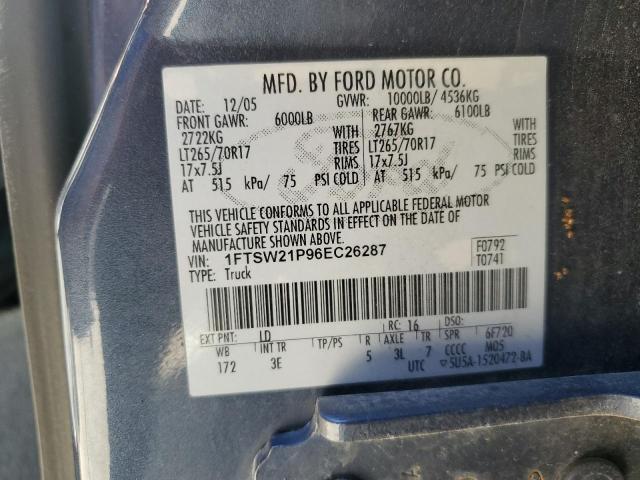 MFD. BY FORD MOTOR CO.
DATE: 12/05 GVWR: 10000LB/ 4536KG
FRONT GAWR: 6000LB REAR GAWR: 6100LB
2722KG WITH 2767KG WITH
LT265/70R17 TIRES LT265/70R17 TIRES
17x7.5J RIMS 17x7.5J RIMS
AT 515 kPa/ 75 PSI COLD AT 515 kPa/ 75 PSI COLD
THIS VEHICLE CONFORMS TO ALL APPLICABLE FEDERAL MOTOR
VEHICLE SAFETY STANDARDS IN EFFECT ON THE DATE OF
MANUFACTURE SHOWN ABOVE.
VIN: 1FTSW21P96EC26287 F0792
TYPE: Truck T0741
EXT PNT: LD RC: 16 DSO:
WB INT TR TP/PS R AXLE TR SPR 6F720
172 3E 5 3L 7 CCCC MQ5
UTC ▽5U5A-1520472-BA